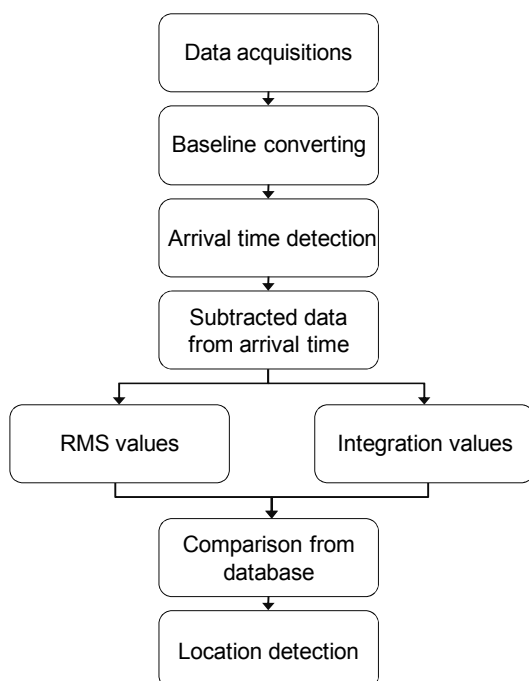 Data acquisitions
Baseline converting
Arrival time detection
Subtracted data
from arrival time
RMS values
Integration values
Comparison from
database
Location detection